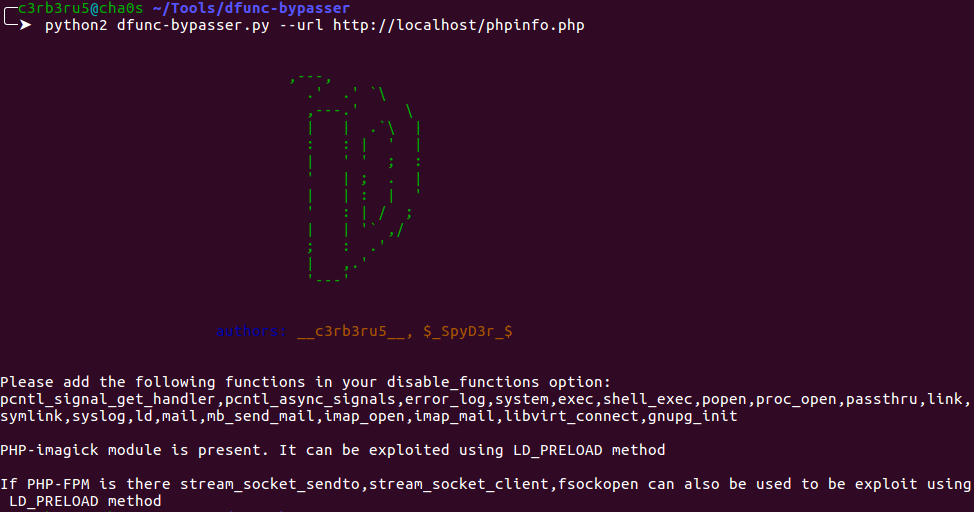 c3rb3ru5@cha0s ~/Tools/dfunc-bypasser
➤ python2 dfunc-bypasser.py --url http://localhost/phpinfo.php
Authors: __c3rb3ru5__, $_SpyD3r_$
Please add the following functions in your disable_functions option:
pcntl_signal_get_handler,pcntl_async_signals,error_log,system,exec,shell_exec,popen,proc_open,passthru,link,
symlink,syslog,ld,mail,mb_send_mail,imap_open,imap_mail,libvirt_connect,gnupg_init
PHP-imagick module is present. It can be exploited using LD_PRELOAD method
If PHP-FPM is there stream_socket_sendto,stream_socket_client,fsockopen can also be used to be exploit using
LD_PRELOAD method